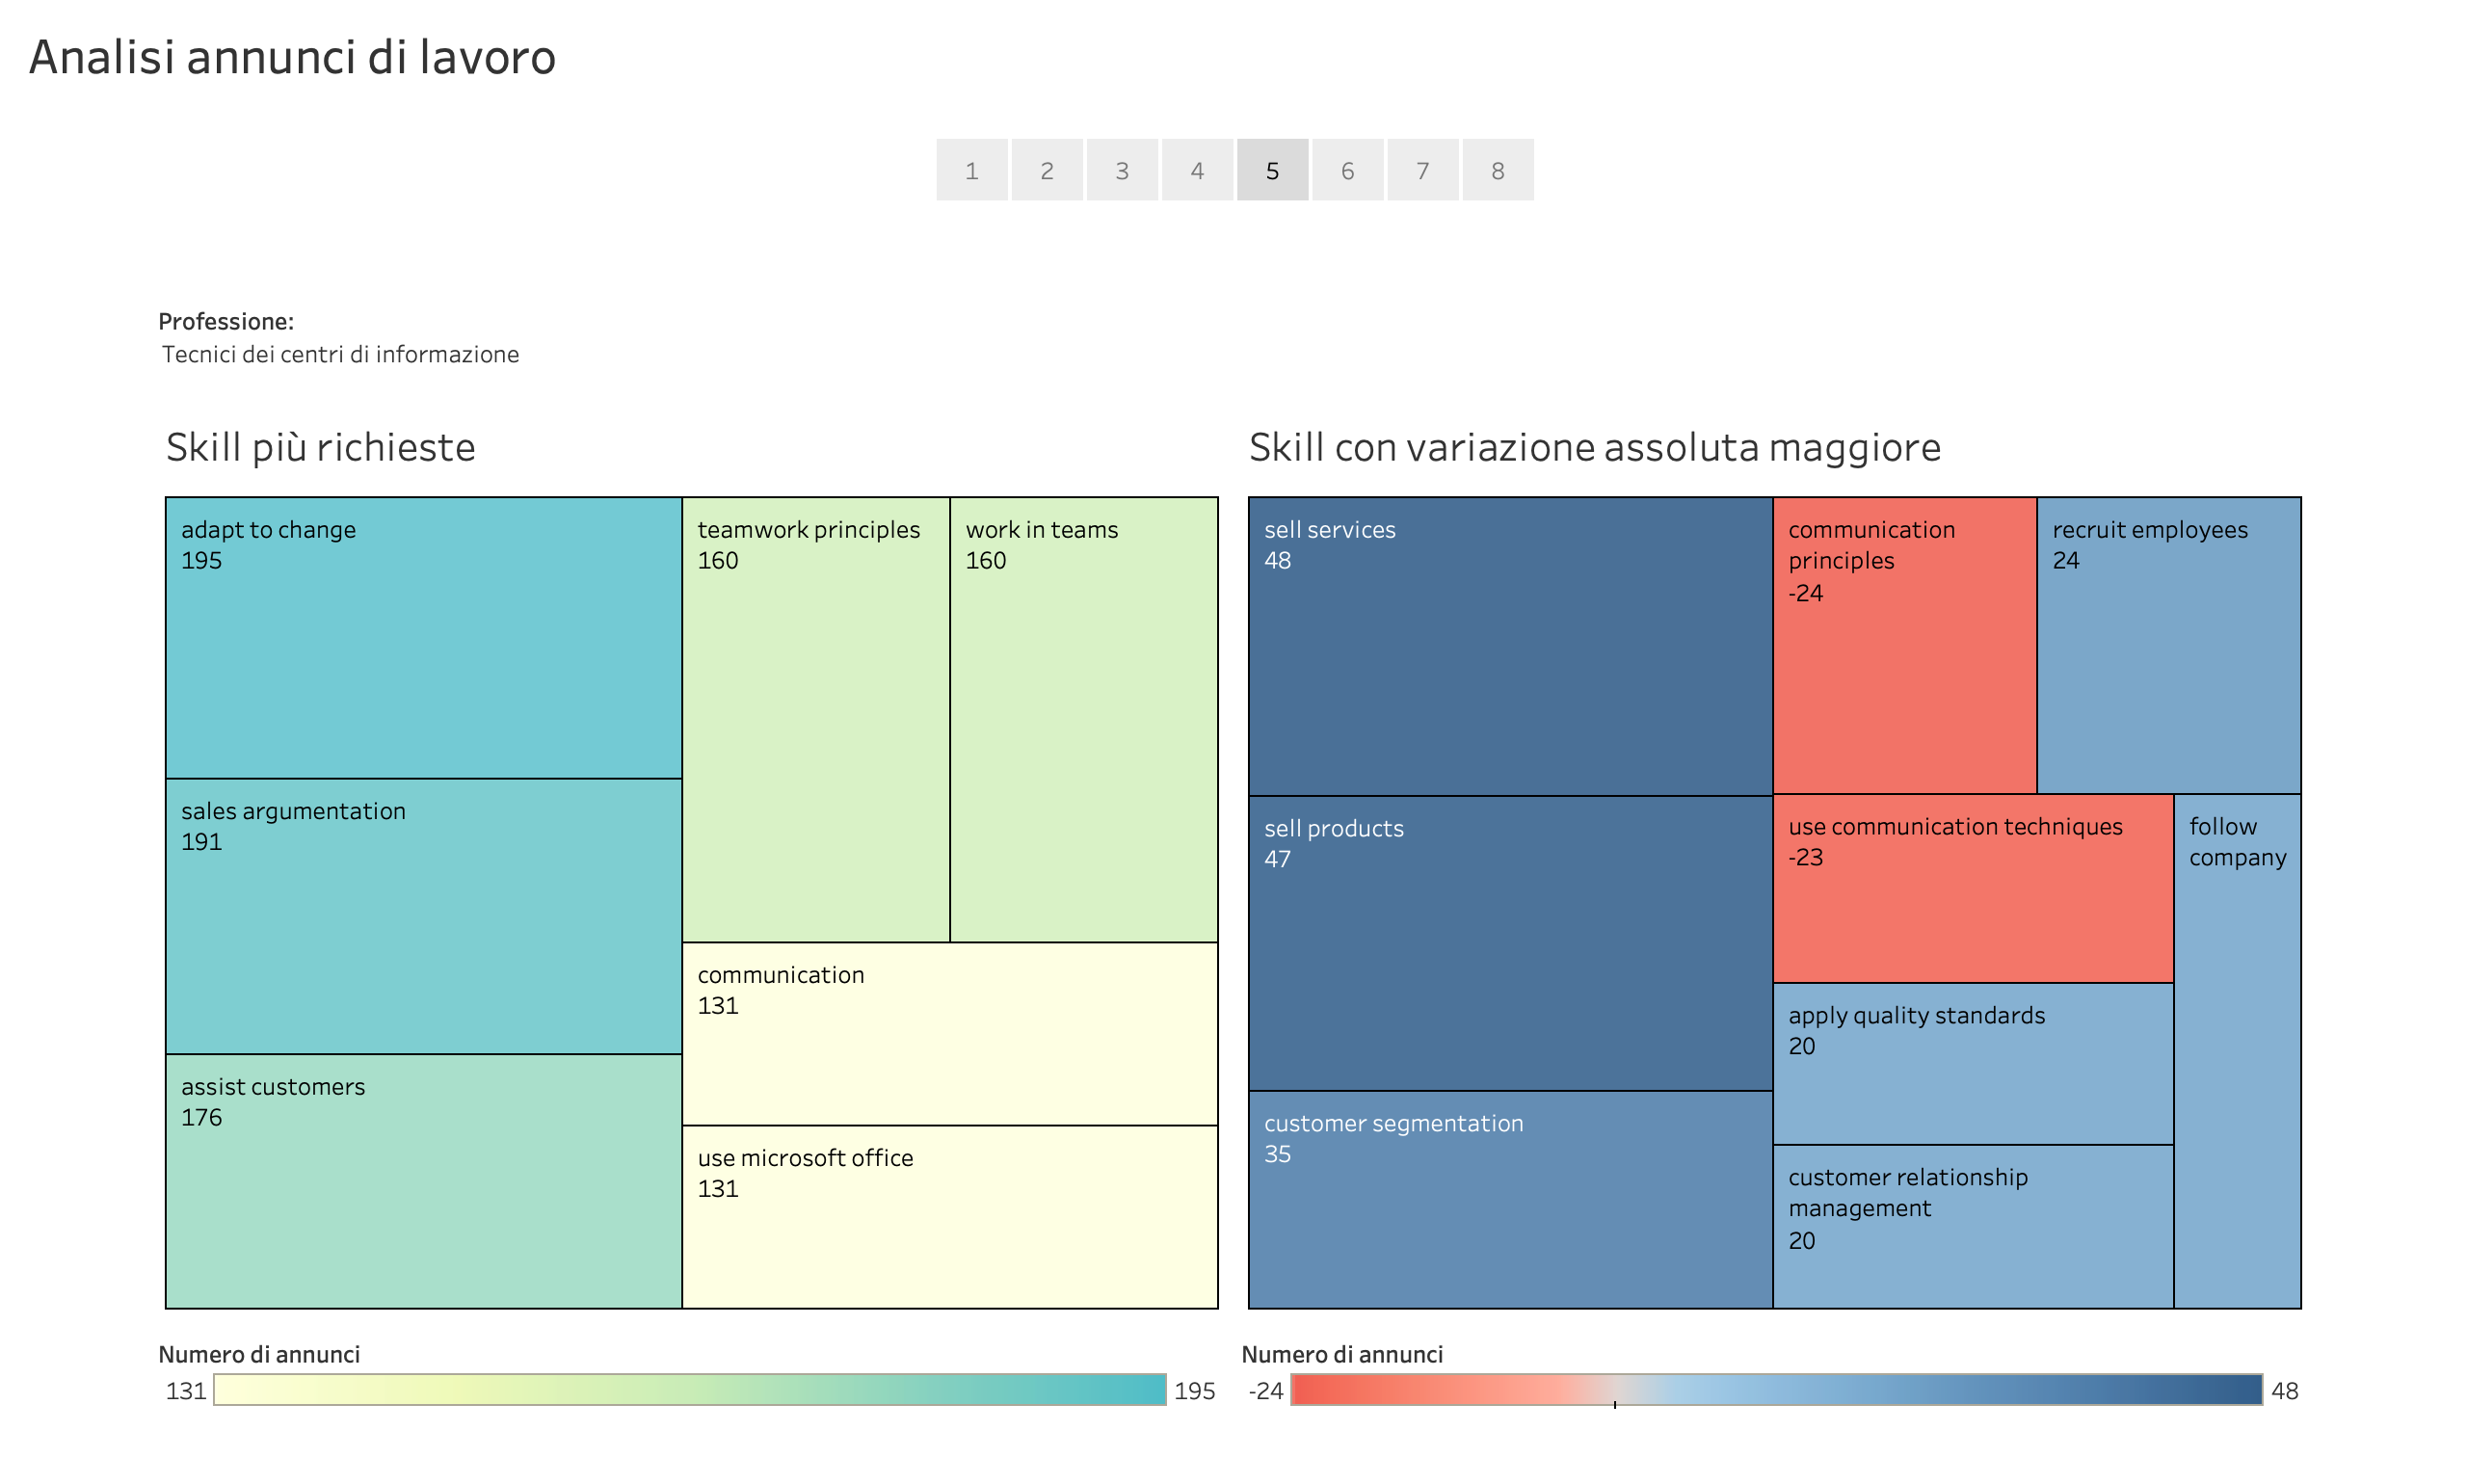 Analisi annunci di lavoro
1 2 3 4 5 6 7 8
Professione:
Tecnici dei centri di informazione
Skill più richieste
adapt to change
195
sales argumentation
191
assist customers
176
teamwork principles
160
work in teams
160
communication
131
use microsoft office
131
Numero di annunci
131 195
Skill con variazione assoluta maggiore
sell services
48
sell products
47
customer segmentation
35
communication
principles
-24
recruit employees
24
use communication techniques
-23
follow
company
apply quality standards
20
customer relationship
management
20
Numero di annunci
-24 48